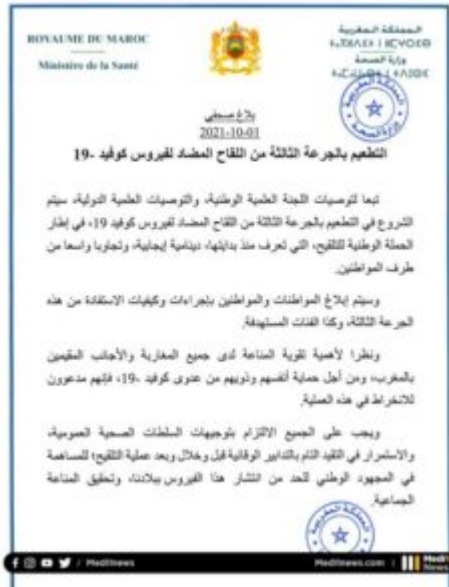 ROYAUME DU MAROC
Ministère de la Santé
المملكة المغربية
وزارة الصحة
بلاغ صحفي
2021-10-01
التطعيم بالجرعة الثالثة من اللقاح المضاد لفيروس كوفيد -19
تبعا لتوصيات اللجنة العلمية الوطنية، والتوصيات العلمية الدولية، سيتم
الشروع في التطعيم بالجرعة الثالثة من اللقاح المضاد لفيروس كوفيد 19، في إطار
الحملة الوطنية للتلقيح، التي تعرف منذ بدايتها، دينامية إيجابية، وتجاوبا واسعا من
طرف المواطنين.
وسيتم إبلاغ المواطنات والمواطنين بإجراءات وكيفيات الاستفادة من هذه
الجرعة الثالثة، وكذا الفئات المستهدفة.
ونظرا لأهمية تقوية المناعة لدى جميع المغاربة والأجانب المقيمين
بالمغرب، ومن أجل حماية أنفسهم وذويهم من عدوى كوفيد -19، فإنهم مدعوون
للانخراط في هذه العملية.
ويجب على الجميع الالتزام بتوجيهات السلطات الصحية العمومية،
والاستمرار في التقيد التام بالتدابير الوقائية قبل وخلال وبعد عملية التلقيح؛ للمساهمة
في المجهود الوطني للحد من انتشار هذا الفيروس ببلادنا، وتحقيق المناعة
الجماعية.
/ Medi1news
Medi1news.com
Medi1
News